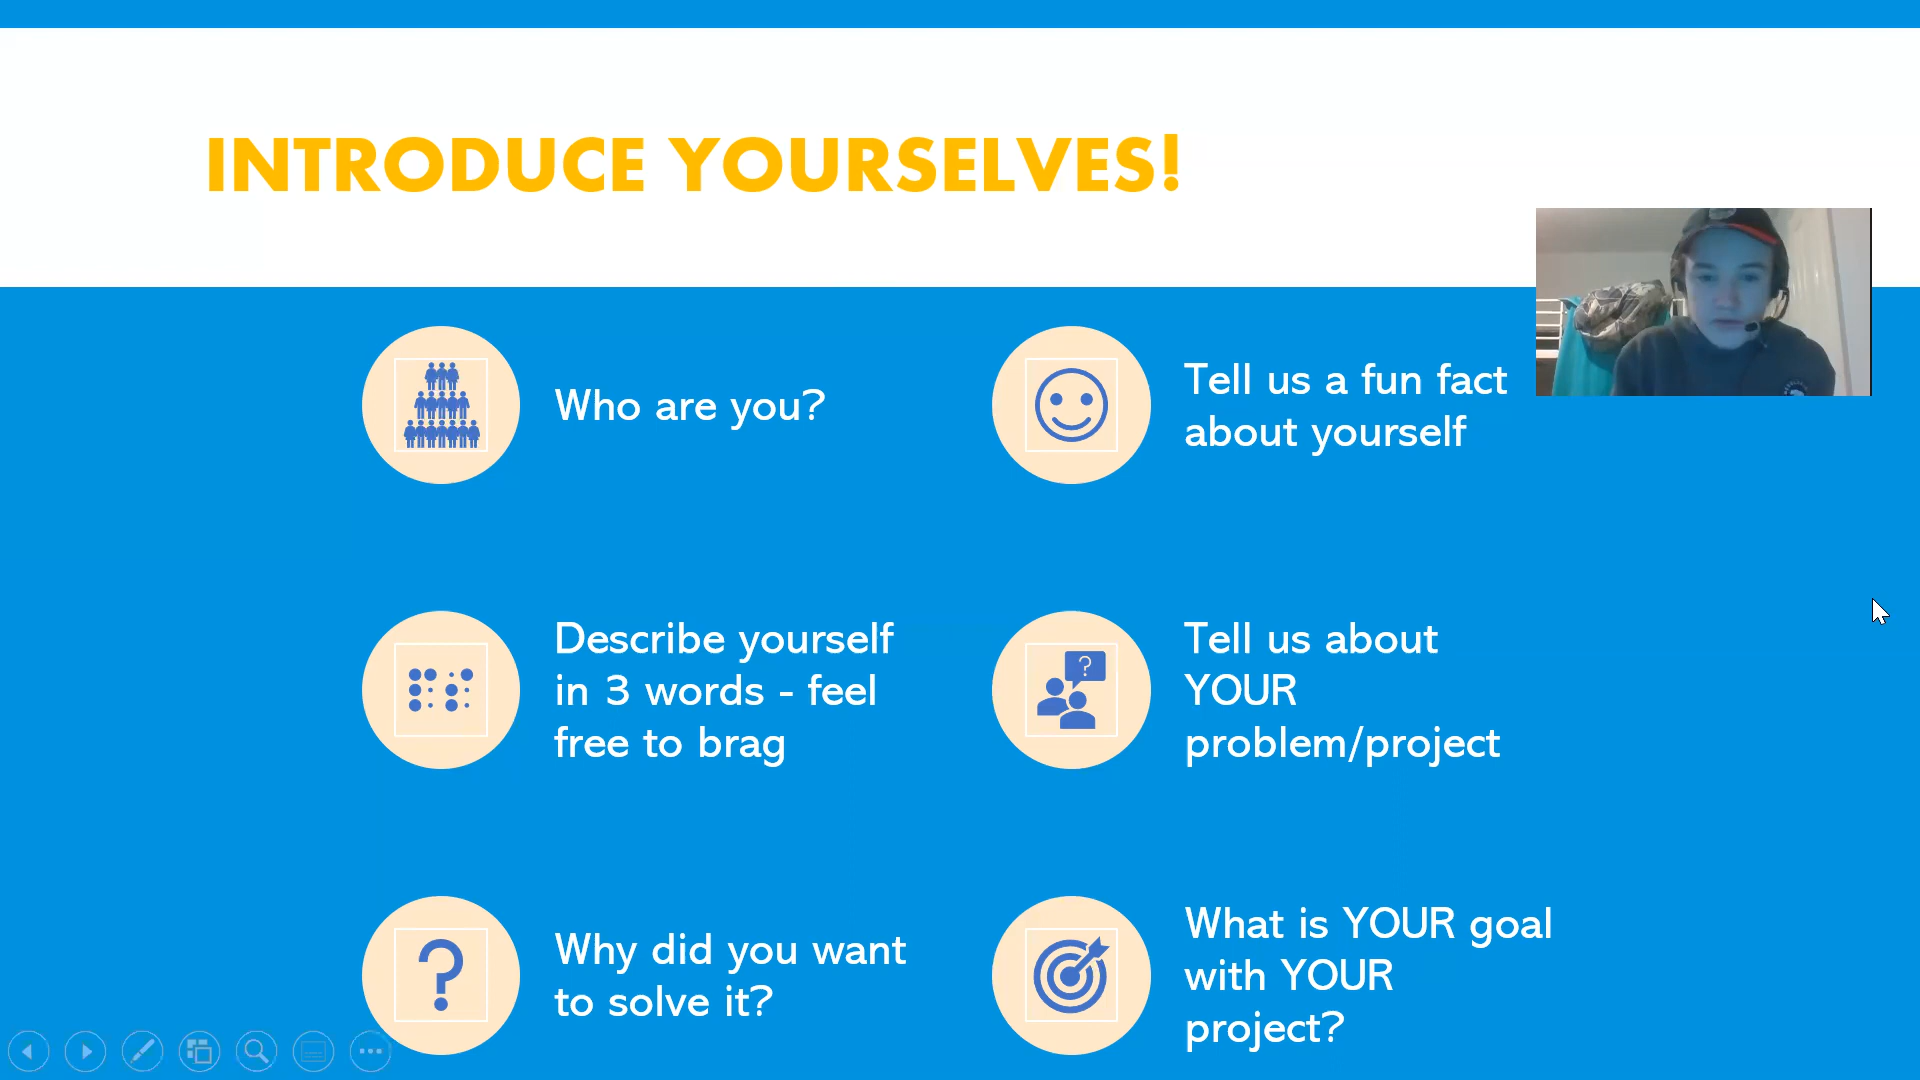 INTRODUCE YOURSELVES!
Who are you?
Tell us a fun fact
about yourself
Describe yourself
in 3 words - feel
free to brag
?
Tell us about
YOUR
problem/project
?
Why did you want
to solve it?
What is YOUR goal
with YOUR
project?